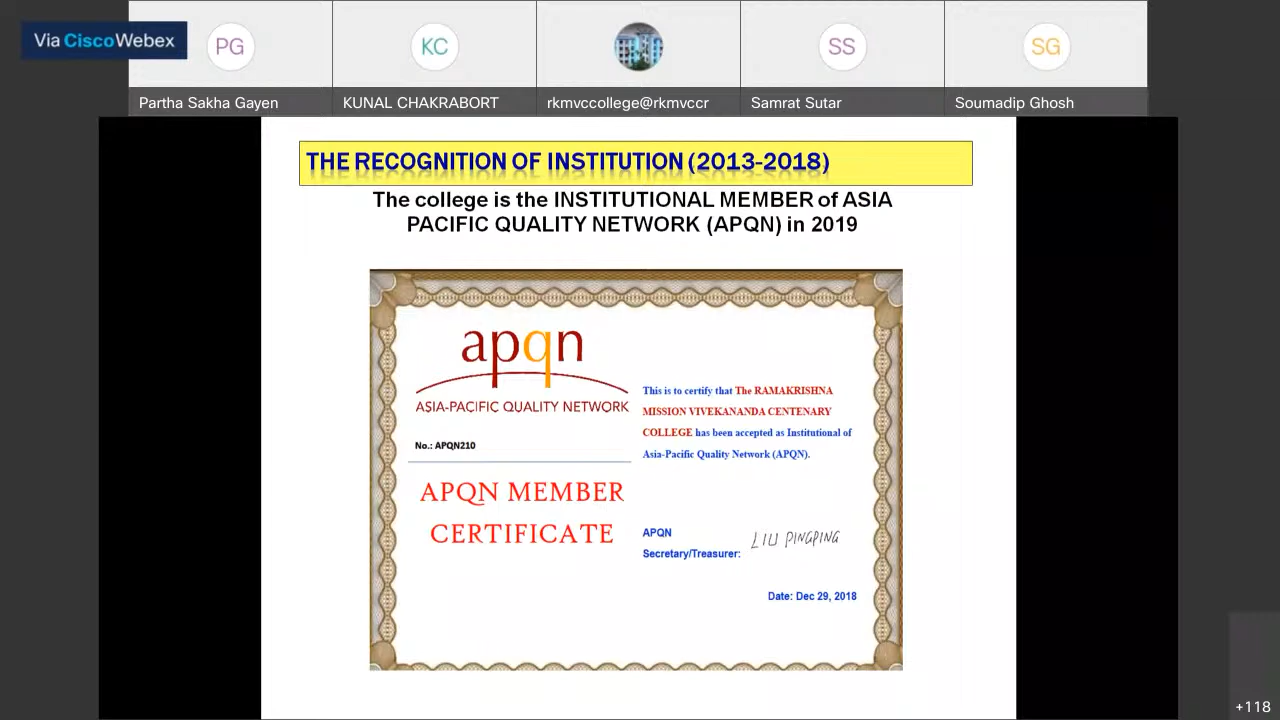 Via Cisco Webex
PG
KC
SS
SG
Partha Sakha Gayen
KUNAL CHAKRABORT
rkmvccollege@rkmvccr
Samrat Sutar
Soumadip Ghosh
THE RECOGNITION OF INSTITUTION (2013-2018)
The college is the INSTITUTIONAL MEMBER of ASIA
PACIFIC QUALITY NETWORK (APQN) in 2019
apqn
ASIA-PACIFIC QUALITY NETWORK
No.: APQN210
APQN MEMBER
CERTIFICATE
This is to certify that The RAMAKRISHNA
MISSION VIVEKANANDA CENTENARY
COLLEGE has been accepted as Institutional of
Asia-Pacific Quality Network (APQN).
APQN
Secretary/Treasurer:
LIU PINGPING
Date: Dec 29, 2018
+118